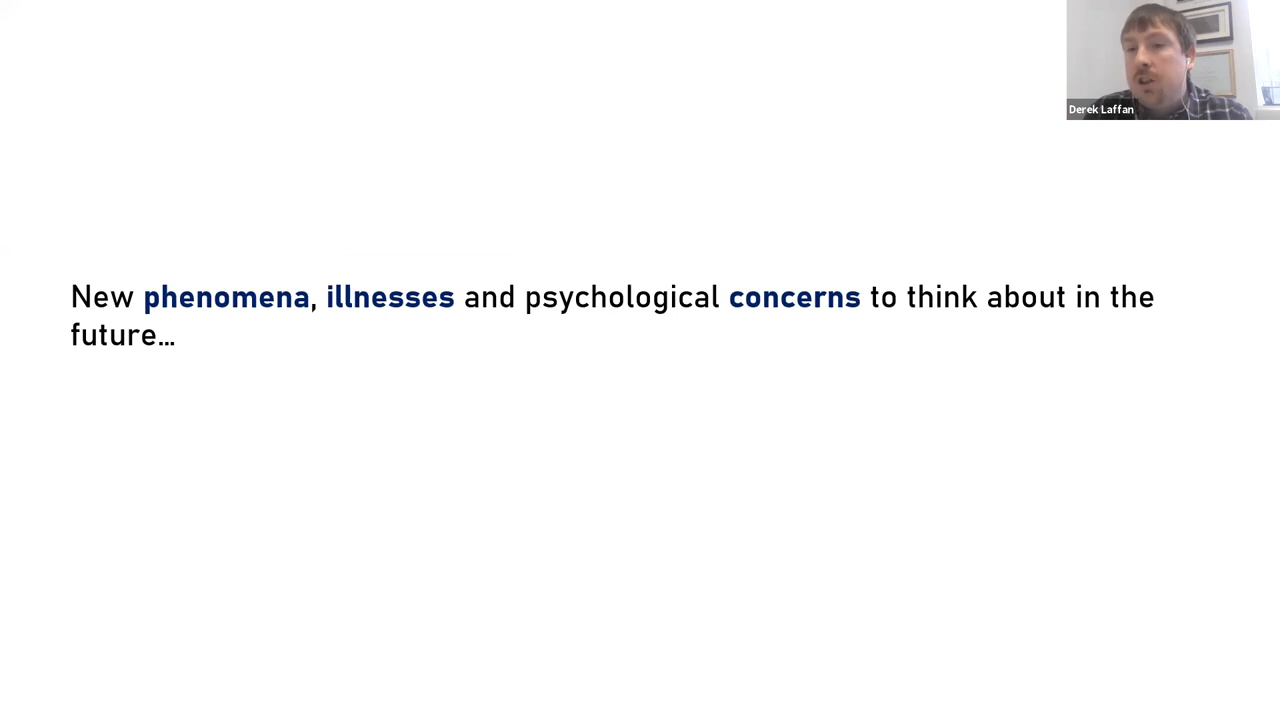 Derek Laffan
New phenomena, illnesses and psychological concerns to think about in the
future…